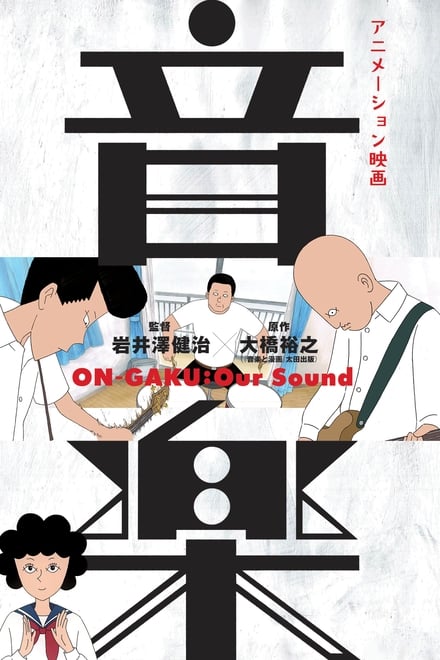 アニメーション映画
音
監督
岩井澤健治
原作
大橋裕之
(音楽と漫画/太田出版)
ON-GAKU:Our Sound
楽